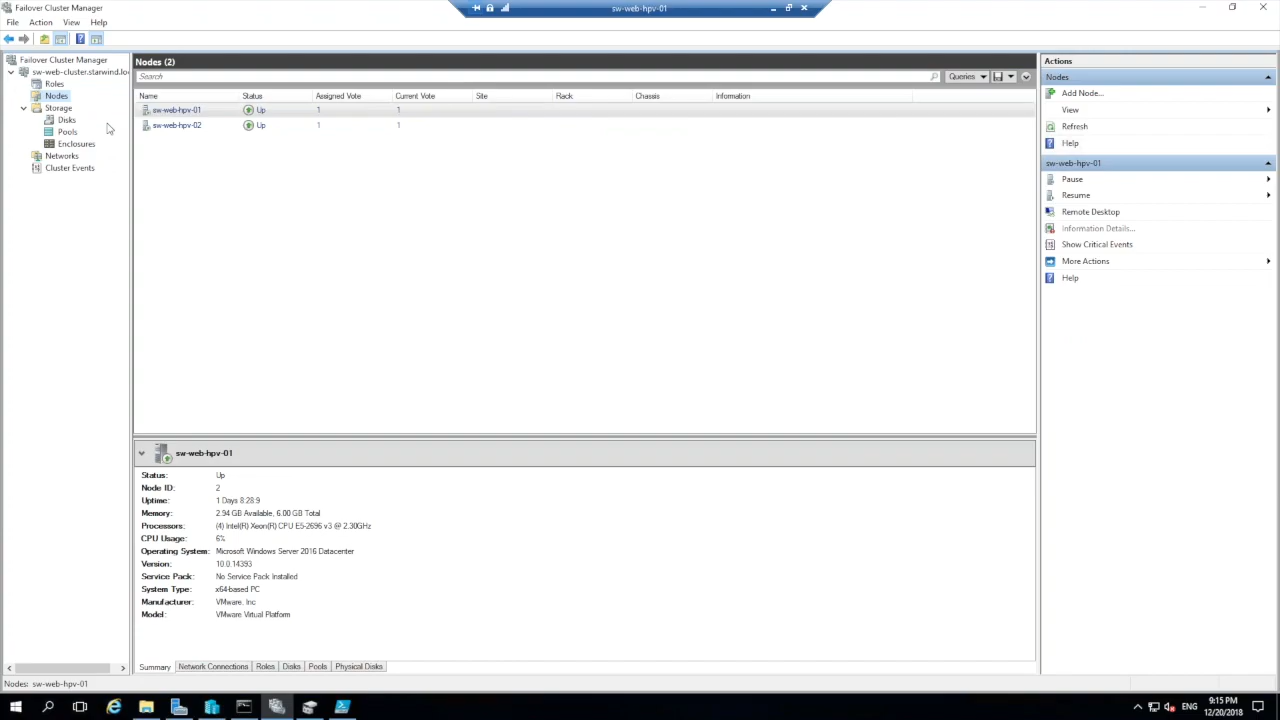 Failover Cluster Manager
sw-web-hpv-01
File Action View Help
Failover Cluster Manager
sw-web-cluster.starwind.lo
Roles
Nodes
Storage
Disks
Pools
Enclosures
Networks
Cluster Events
Nodes (2)
Search
Queries
Name Status Assigned Vote Current Vote Site Rack Chassis Information
sw-web-hpv-01 Up 1 1
sw-web-hpv-02 Up 1 1
sw-web-hpv-01
Status: Up
Node ID: 2
Uptime: 1 Days 8:28:9
Memory: 2.94 GB Available, 6.00 GB Total
Processors: (4) Intel(R) Xeon(R) CPU E5-2696 v3 @ 2.30GHz
CPU Usage: 6%
Operating System: Microsoft Windows Server 2016 Datacenter
Version: 10.0.14393
Service Pack: No Service Pack Installed
System Type: x64-based PC
Manufacturer: VMware, Inc
Model: VMware Virtual Platform
Summary Network Connections Roles Disks Pools Physical Disks
Actions
Nodes
Add Node...
View
Refresh
Help
sw-web-hpv-01
Pause
Resume
Remote Desktop
Information Details...
Show Critical Events
More Actions
Help
Nodes: sw-web-hpv-01
ENG
9:15 PM
12/20/2018